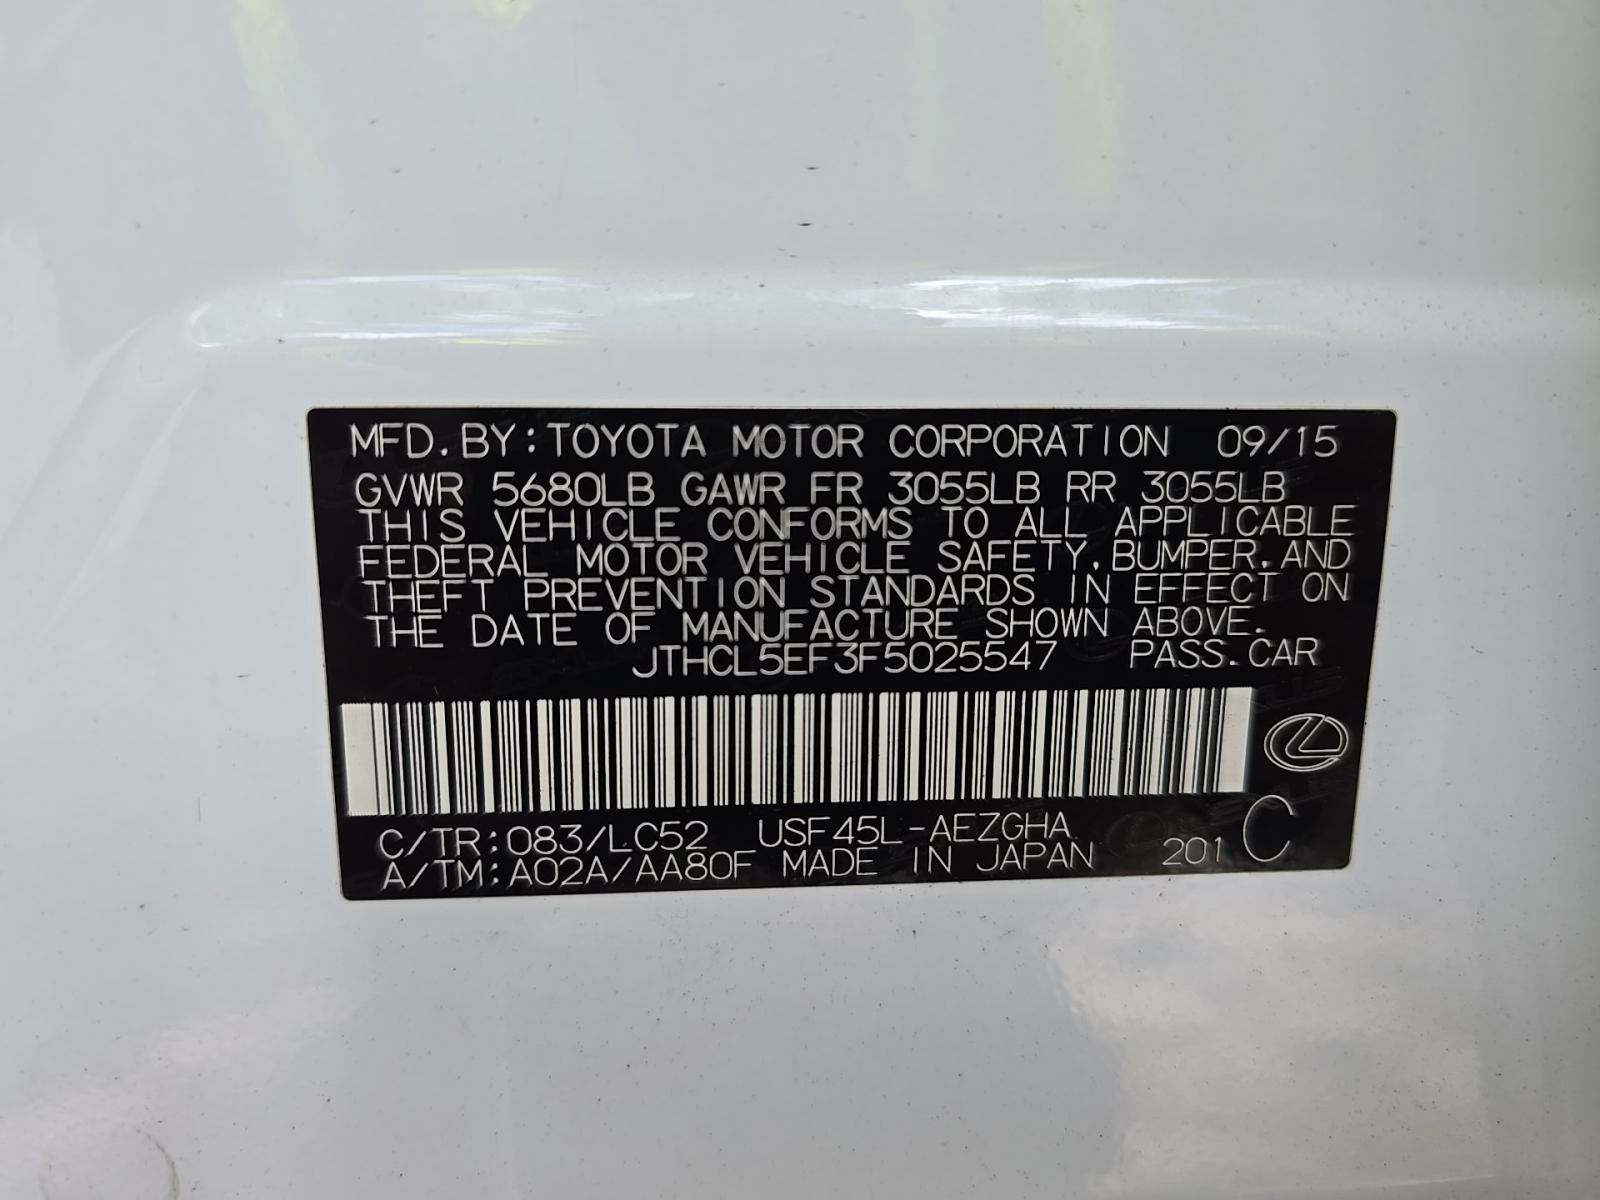 MFD. BY: TOYOTA MOTOR CORPORATION 09/15
GVWR 5680LB GAWR FR 3055LB RR 3055LB
THIS VEHICLE CONFORMS TO ALL APPLICABLE
FEDERAL MOTOR VEHICLE SAFETY, BUMPER, AND
THEFT PREVENTION STANDARDS IN EFFECT ON
THE DATE OF MANUFACTURE SHOWN ABOVE.
JTHCL5EF3F5025547 PASS. CAR
C/TR: 083/LC52 USF45L-AEZGHA
A/TM: A02A/AA80F MADE IN JAPAN 201 C